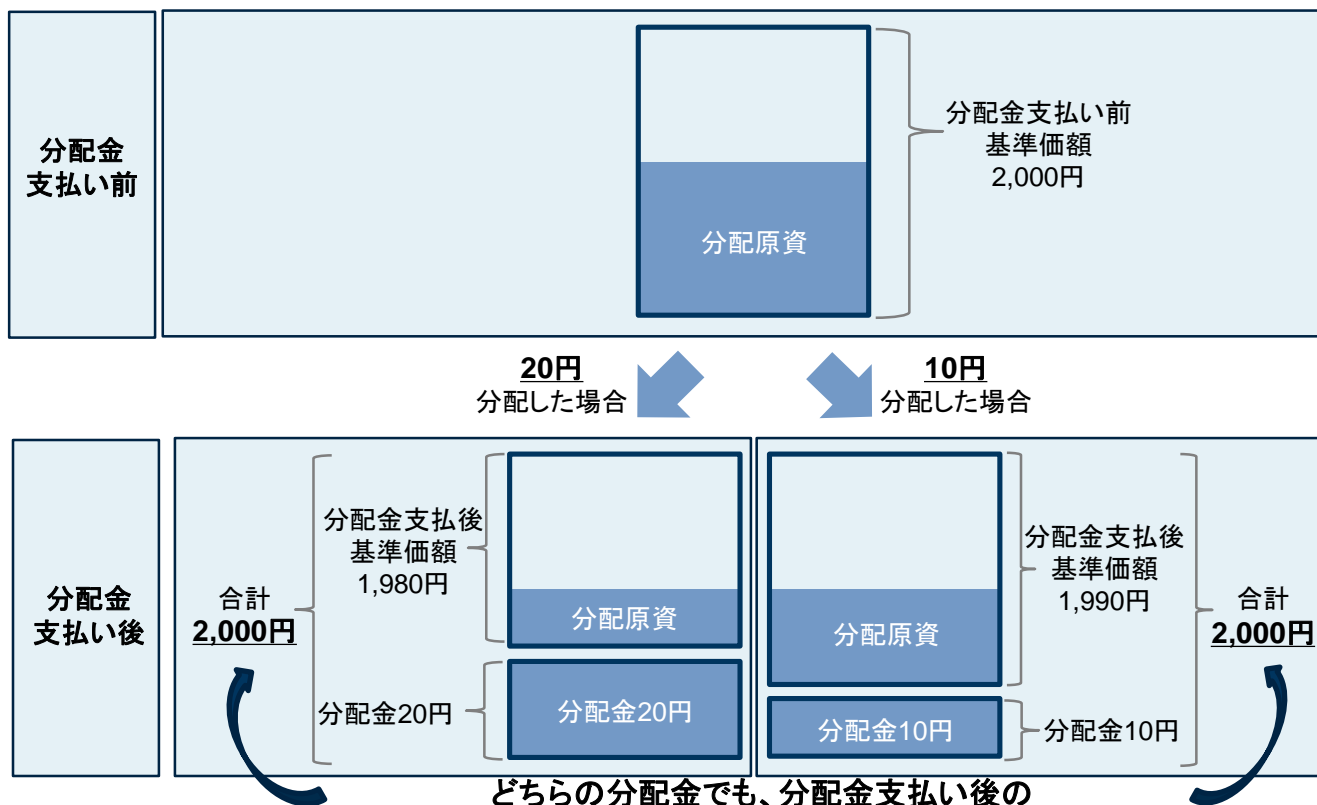 分配金
支払い前
分配金支払い前
基準価額
2,000円
分配原資
20円
分配した場合
10円
分配した場合
分配金
支払い後
合計
2,000円
分配金支払後
基準価額
1,980円
分配原資
分配金20円
分配金20円
分配原資
分配金支払後
基準価額
1,990円
合計
2,000円
分配金10円
分配金10円
どちらの分配金でも、分配金支払い後の